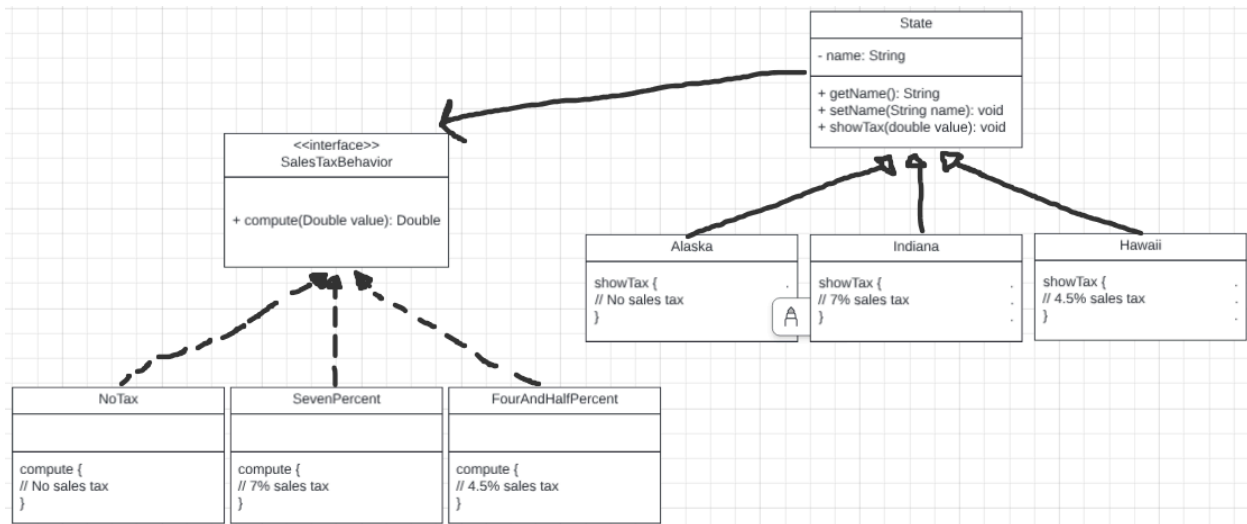 State
- name: String
+ getName(): String
+ setName(String name): void
+ showTax(double value): void
<<interface>>
SalesTaxBehavior
+ compute(Double value): Double
Alaska
showTax {
// No sales tax
}
Indiana
showTax {
// 7% sales tax
}
Hawaii
showTax {
// 4.5% sales tax
}
NoTax
compute {
// No sales tax
}
SevenPercent
compute {
// 7% sales tax
}
FourAndHalfPercent
compute {
// 4.5% sales tax
}